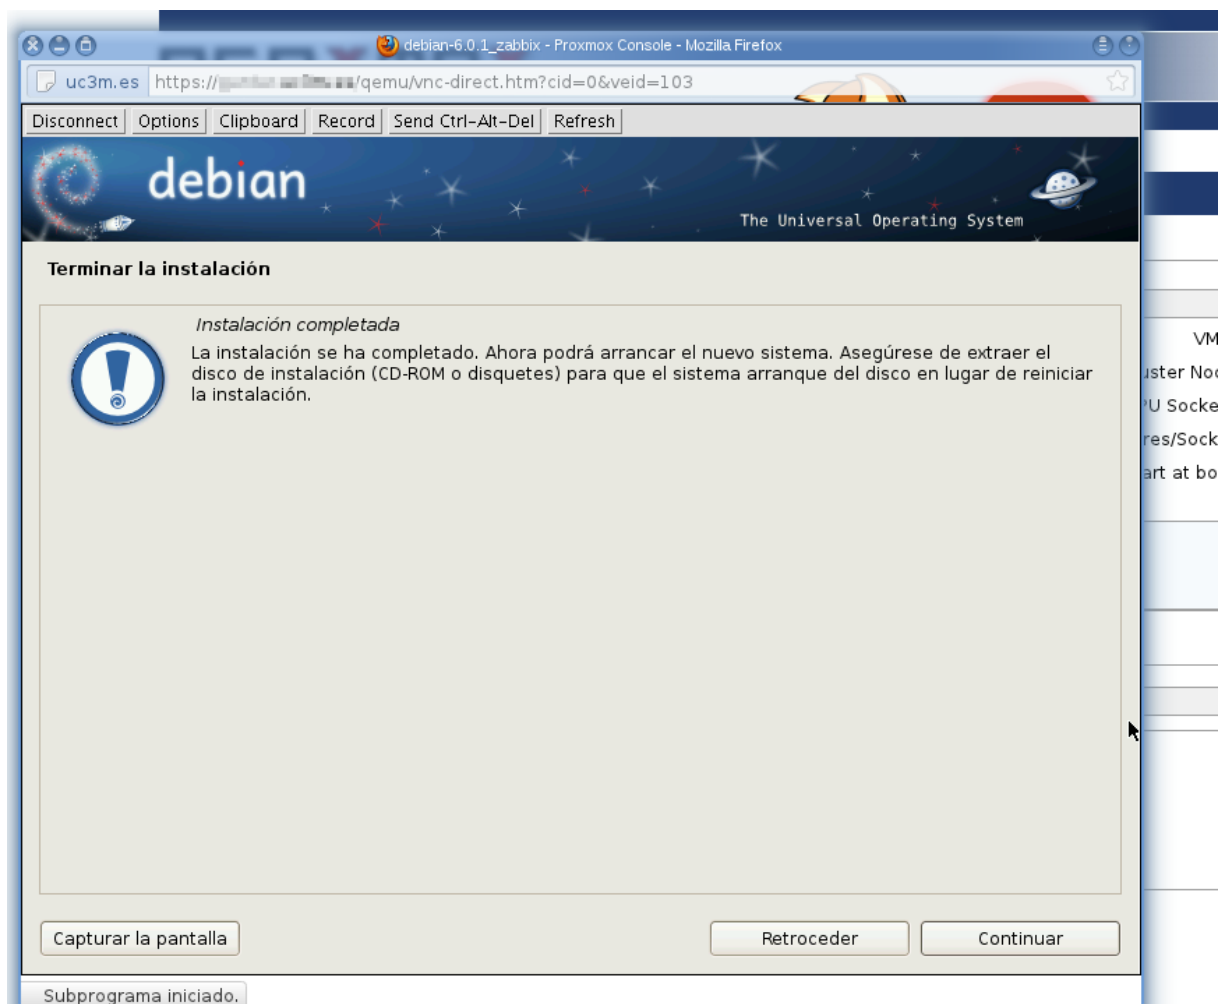 debian-6.0.1_zabbix - Proxmox Console - Mozilla Firefox
uc3m.es https:// /qemu/vnc-direct.htm?cid=0&veid=103
Disconnect Options Clipboard Record Send Ctrl-Alt-Del Refresh
debian
The Universal Operating System
Terminar la instalación
Instalación completada
La instalación se ha completado. Ahora podrá arrancar el nuevo sistema. Asegúrese de extraer el
disco de instalación (CD-ROM o disquetes) para que el sistema arranque del disco en lugar de reiniciar
la instalación.
VM
uster Noc
PU Socke
res/Sock
art at bo
Capturar la pantalla Retroceder Continuar
Subprograma iniciado.